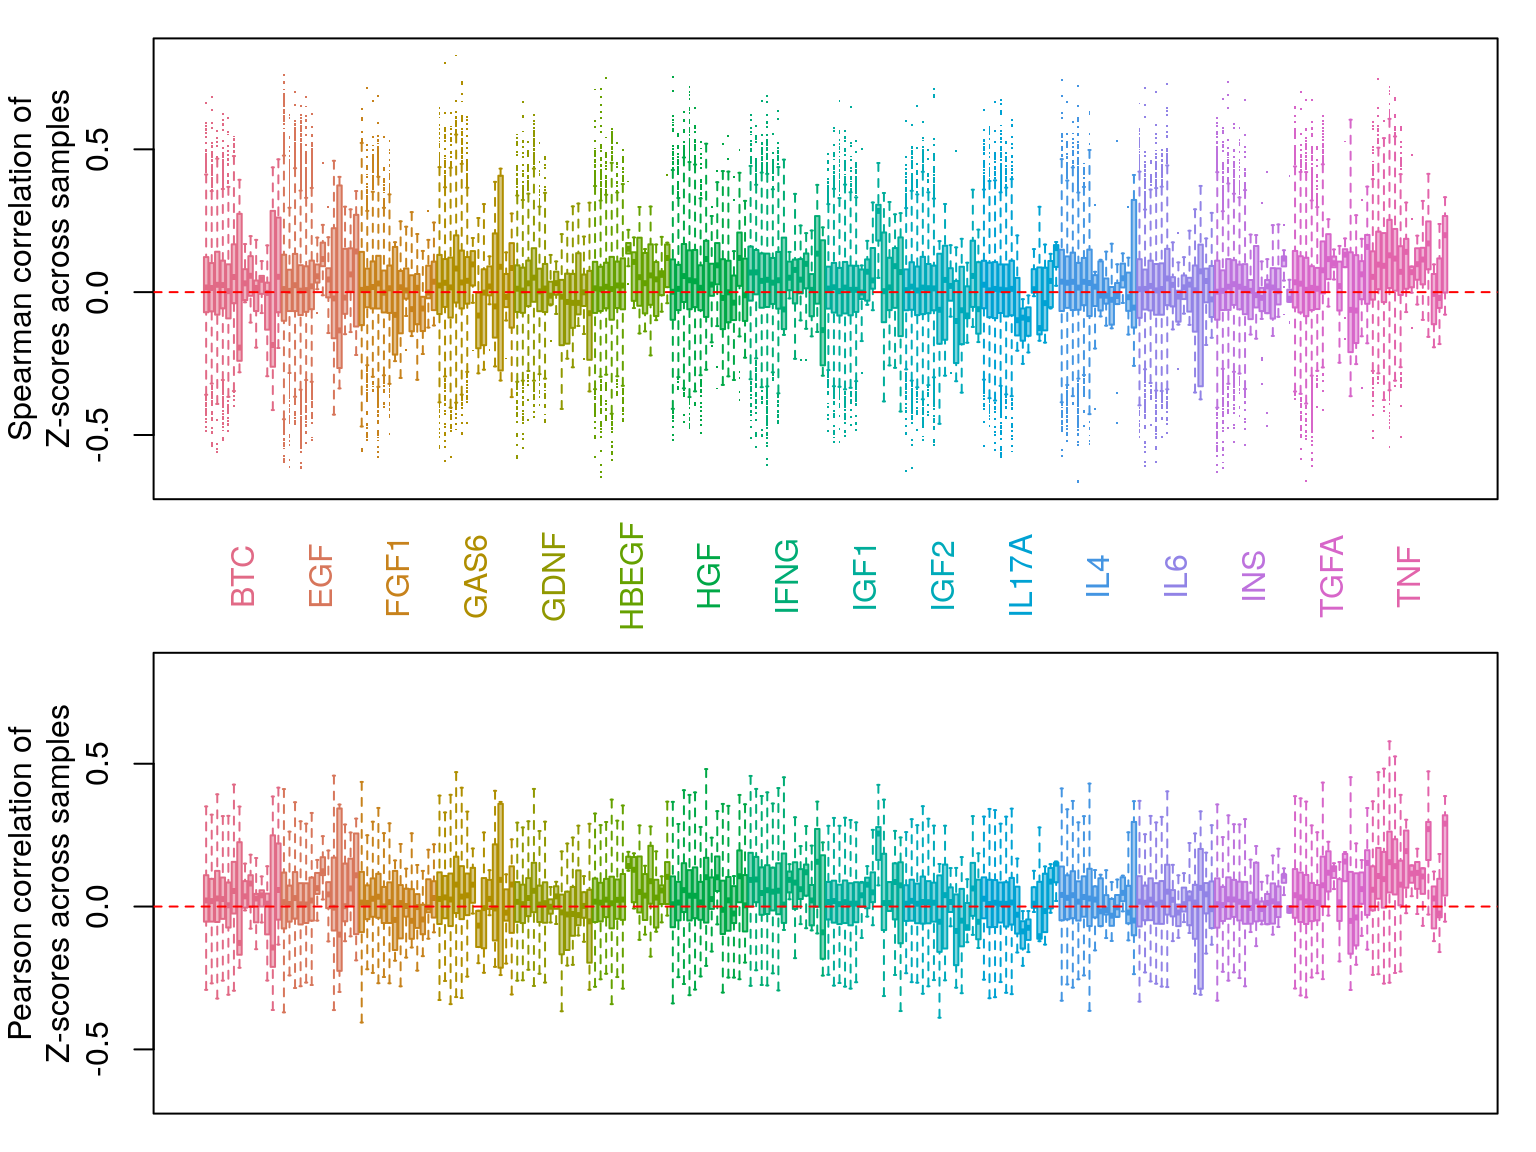 Spearman correlation of
Z-scores across samples
0.5
0.0
-0.5
BTC
EGF
FGF1
GAS6
GDNF
HBEGF
HGF
IFNG
IGF1
IGF2
IL17A
IL4
IL6
INS
TGFA
TNF
Pearson correlation of
Z-scores across samples
0.5
0.0
-0.5